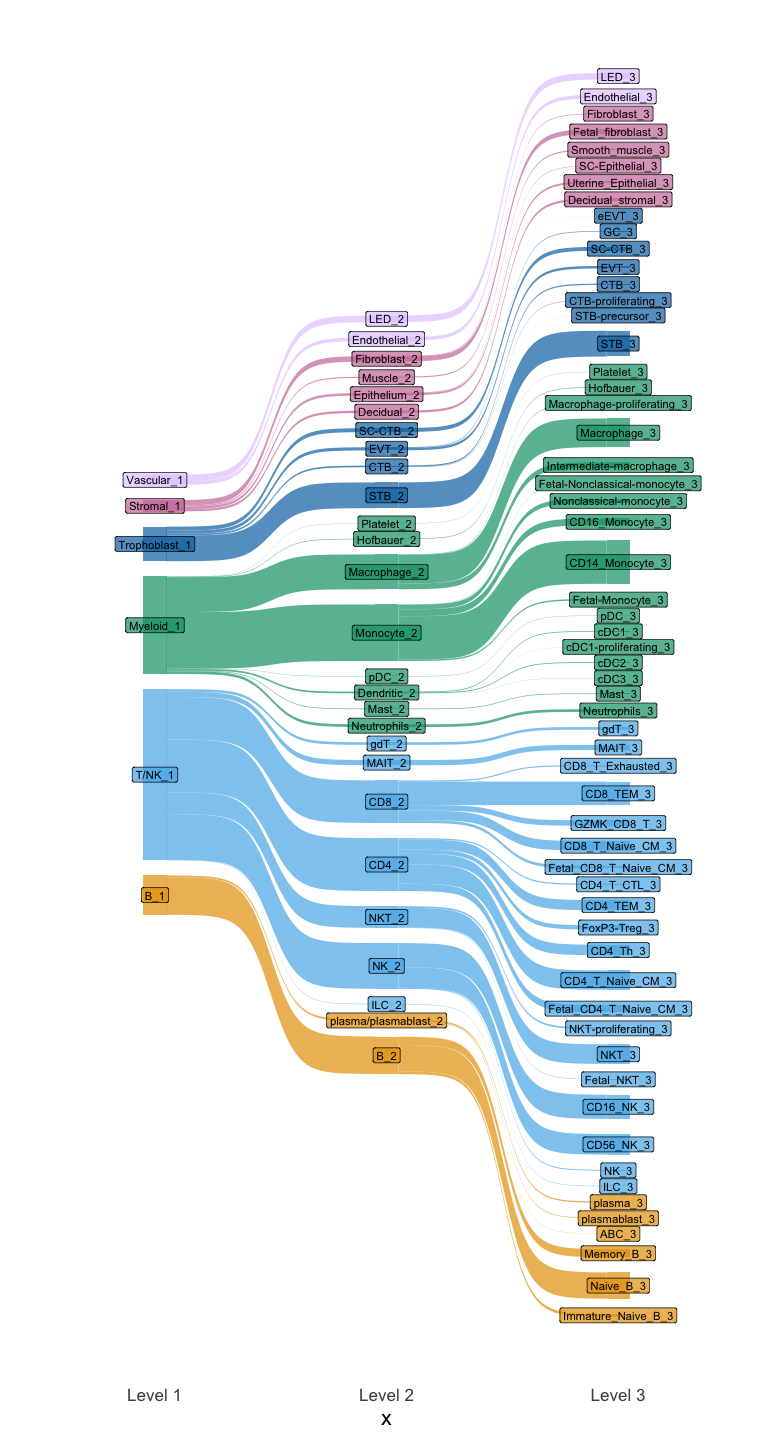 LED_3
Endothelial_3
Fibroblast_3
Fetal_fibroblast_3
Smooth_muscle_3
SC-Epithelial_3
Uterine_Epithelial_3
Decidual_stromal_3
eEVT_3
GC_3
SC-CTB_3
EVT_3
CTB_3
CTB-proliferating_3
STB-precursor_3
STB_3
Platelet_3
Hofbauer_3
Macrophage-proliferating_3
Macrophage_3
Intermediate-macrophage_3
Fetal-Nonclassical-monocyte_3
Nonclassical-monocyte_3
CD16_Monocyte_3
CD14_Monocyte_3
Fetal-Monocyte_3
pDC_3
cDC1_3
cDC1-proliferating_3
cDC2_3
cDC3_3
Mast_3
Neutrophils_3
gdT_3
MAIT_3
CD8_T_Exhausted_3
CD8_TEM_3
GZMK_CD8_T_3
CD8_T_Naive_CM_3
Fetal_CD8_T_Naive_CM_3
CD4_T_CTL_3
CD4_TEM_3
FoxP3-Treg_3
CD4_Th_3
CD4_T_Naive_CM_3
Fetal_CD4_T_Naive_CM_3
NKT-proliferating_3
NKT_3
Fetal_NKT_3
CD16_NK_3
CD56_NK_3
NK_3
ILC_3
plasma_3
plasmablast_3
ABC_3
Memory_B_3
Naive_B_3
Immature_Naive_B_3
LED_2
Endothelial_2
Fibroblast_2
Muscle_2
Epithelium_2
Decidual_2
SC-CTB_2
EVT_2
CTB_2
STB_2
Platelet_2
Hofbauer_2
Macrophage_2
Monocyte_2
pDC_2
Dendritic_2
Mast_2
Neutrophils_2
gdT_2
MAIT_2
CD8_2
CD4_2
NKT_2
NK_2
ILC_2
plasma/plasmablast_2
B_2
Vascular_1
Stromal_1
Trophoblast_1
Myeloid_1
T/NK_1
B_1
Level 1
Level 2
Level 3
x